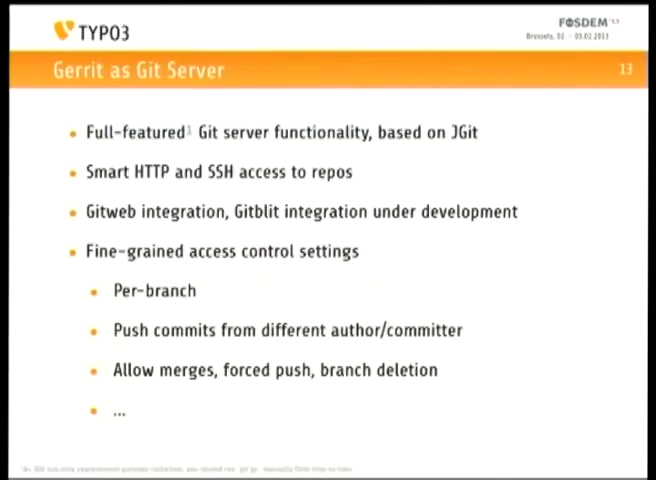 TYPO3
FOSDEM
Brussels, 02. - 03.02.2013
Gerrit as Git Server
13
• Full-featured¹ Git server functionality, based on JGit
• Smart HTTP and SSH access to repos
• Gitweb integration, Gitblit integration under development
• Fine-grained access control settings
• Per-branch
• Push commits from different author/committer
• Allow merges, forced push, branch deletion
• ...